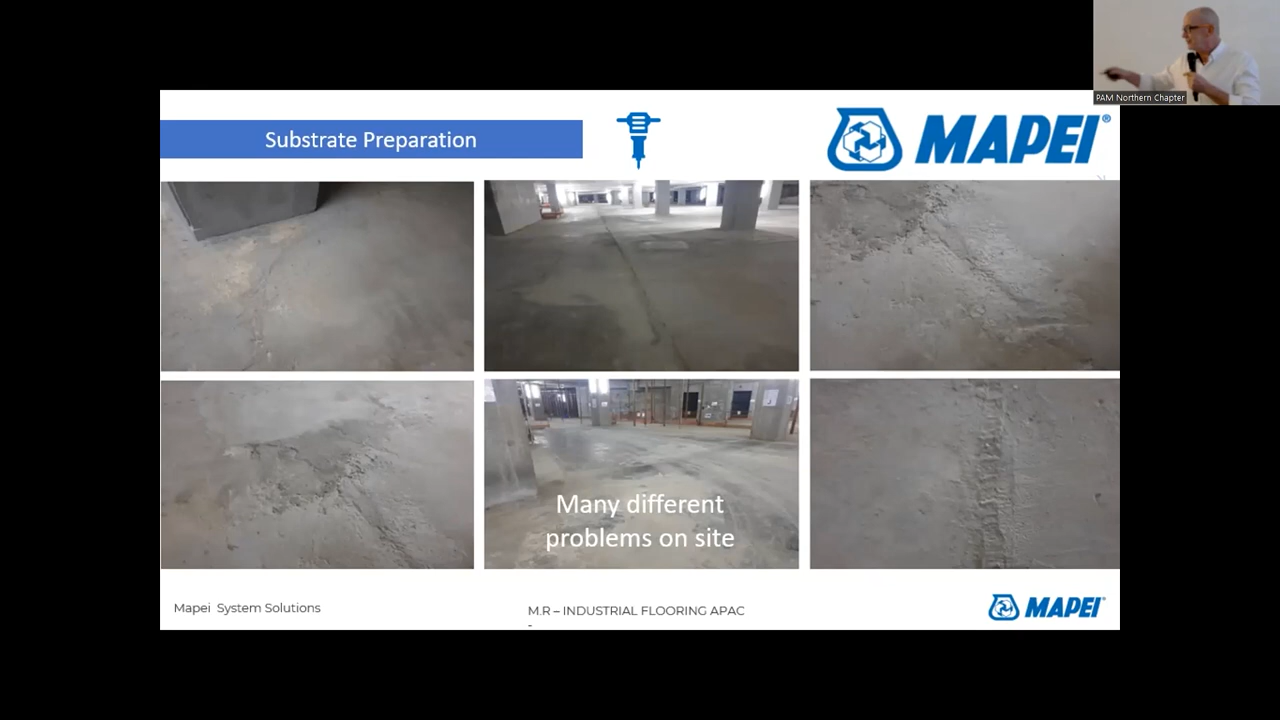 PAM Northern Chapter
Substrate Preparation
MAPEI®
Many different
problems on site
Mapei System Solutions
M.R – INDUSTRIAL FLOORING APAC
-
MAPEI